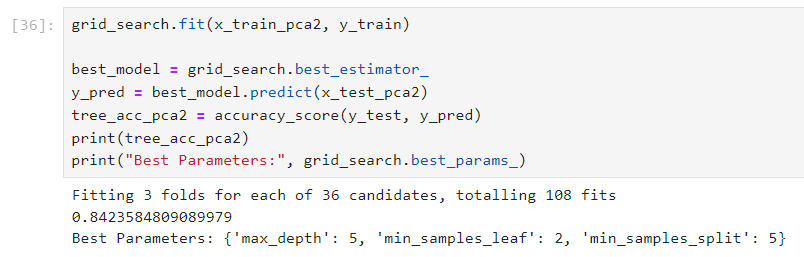 [36]: grid_search.fit(x_train_pca2, y_train)
best_model = grid_search.best_estimator_
y_pred = best_model.predict(x_test_pca2)
tree_acc_pca2 = accuracy_score(y_test, y_pred)
print(tree_acc_pca2)
print("Best Parameters:", grid_search.best_params_)
Fitting 3 folds for each of 36 candidates, totalling 108 fits
0.8423584809089979
Best Parameters: {'max_depth': 5, 'min_samples_leaf': 2, 'min_samples_split': 5}